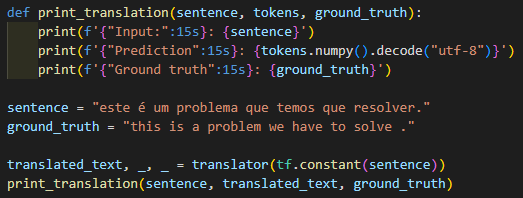 def print_translation(sentence, tokens, ground_truth):
    print(f'{"Input:":15s}: {sentence}')
    print(f'{"Prediction":15s}: {tokens.numpy().decode("utf-8")}')
    print(f'{"Ground truth":15s}: {ground_truth}')

sentence = "este é um problema que temos que resolver."
ground_truth = "this is a problem we have to solve ."

translated_text, _, _ = translator(tf.constant(sentence))
print_translation(sentence, translated_text, ground_truth)